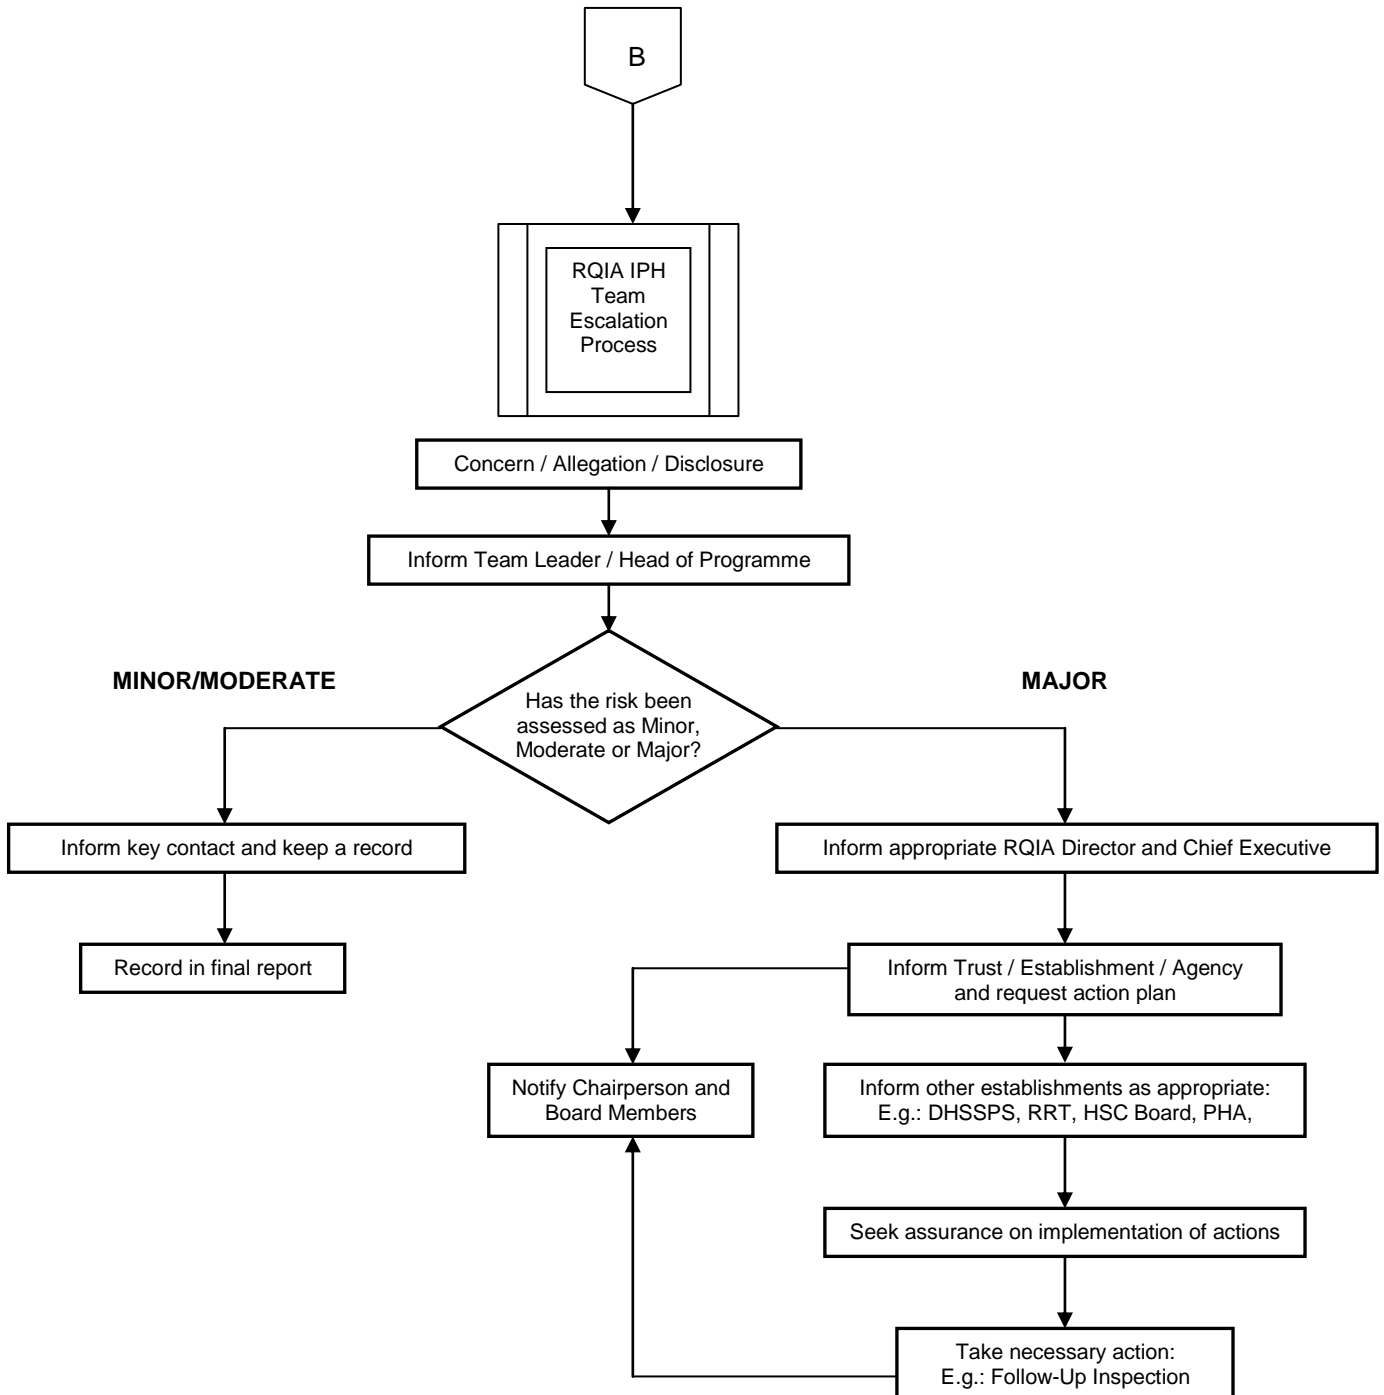 B
RQIA IPH
Team
Escalation
Process
Concern / Allegation / Disclosure
Inform Team Leader / Head of Programme
MINOR/MODERATE
MAJOR
Has the risk been
assessed as Minor,
Moderate or Major?
Inform key contact and keep a record
Inform appropriate RQIA Director and Chief Executive
Record in final report
Inform Trust / Establishment / Agency
and request action plan
Notify Chairperson and
Board Members
Inform other establishments as appropriate:
E.g.: DHSSPS, RRT, HSC Board, PHA,
Seek assurance on implementation of actions
Take necessary action:
E.g.: Follow-Up Inspection